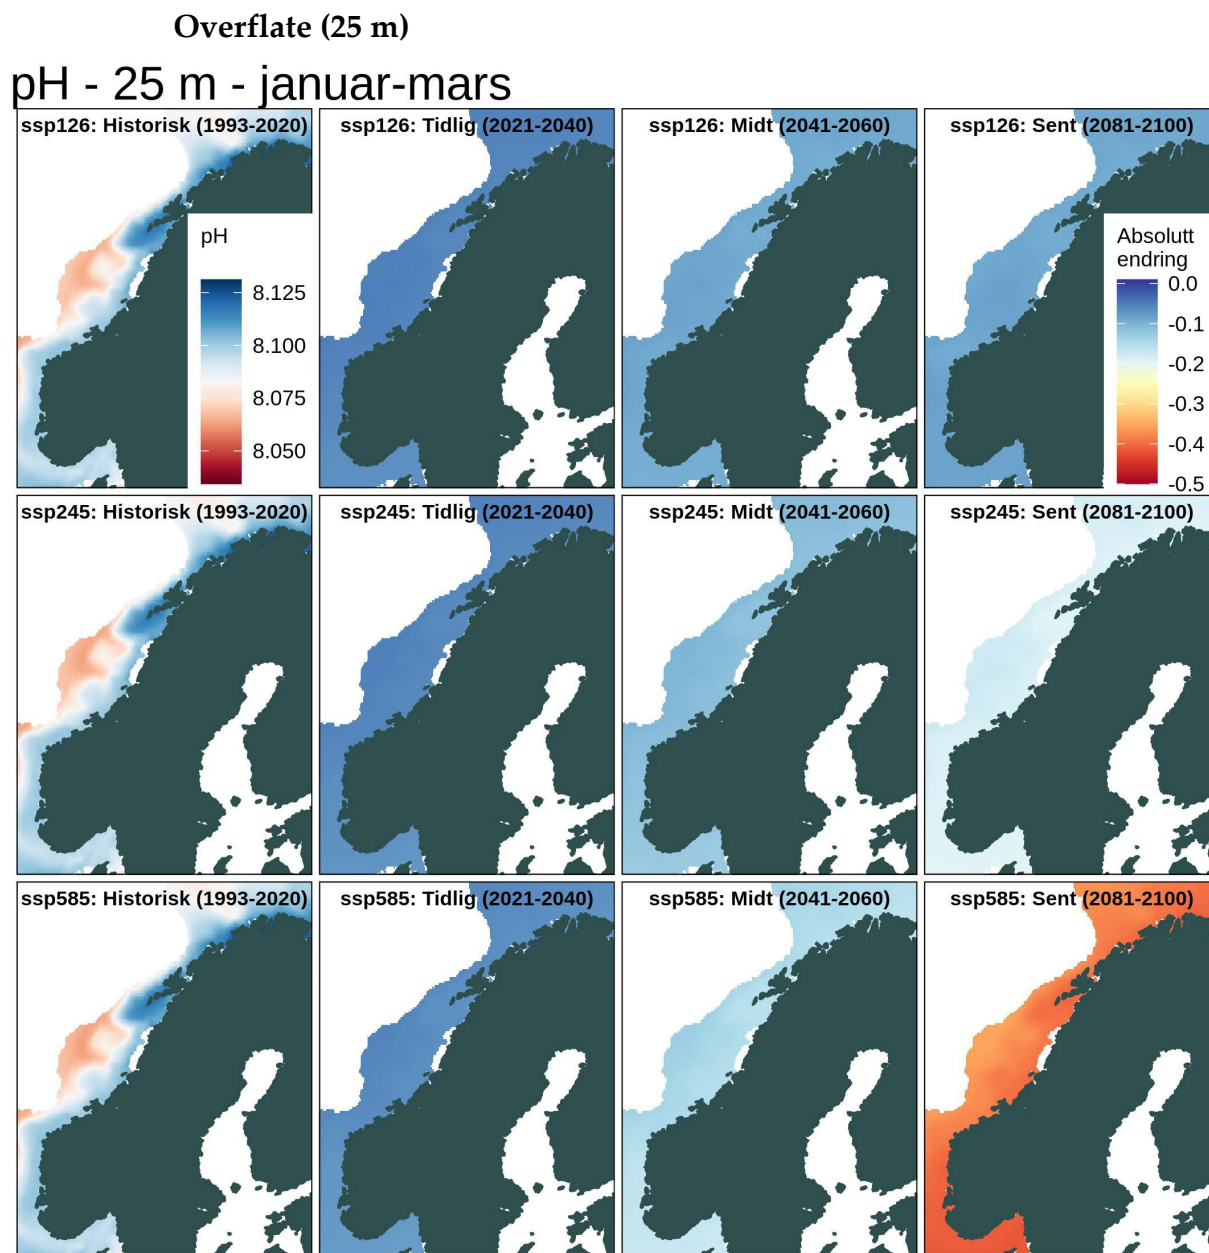 Overflate (25 m)
pH - 25 m - januar-mars
ssp126: Historisk (1993-2020)
ssp126: Tidlig (2021-2040)
ssp126: Midt (2041-2060)
ssp126: Sent (2081-2100)
pH
8.125
8.100
8.075
8.050
Absolutt
endring
0.0
-0.1
-0.2
-0.3
-0.4
-0.5
ssp245: Historisk (1993-2020)
ssp245: Tidlig (2021-2040)
ssp245: Midt (2041-2060)
ssp245: Sent (2081-2100)
ssp585: Historisk (1993-2020)
ssp585: Tidlig (2021-2040)
ssp585: Midt (2041-2060)
ssp585: Sent (2081-2100)